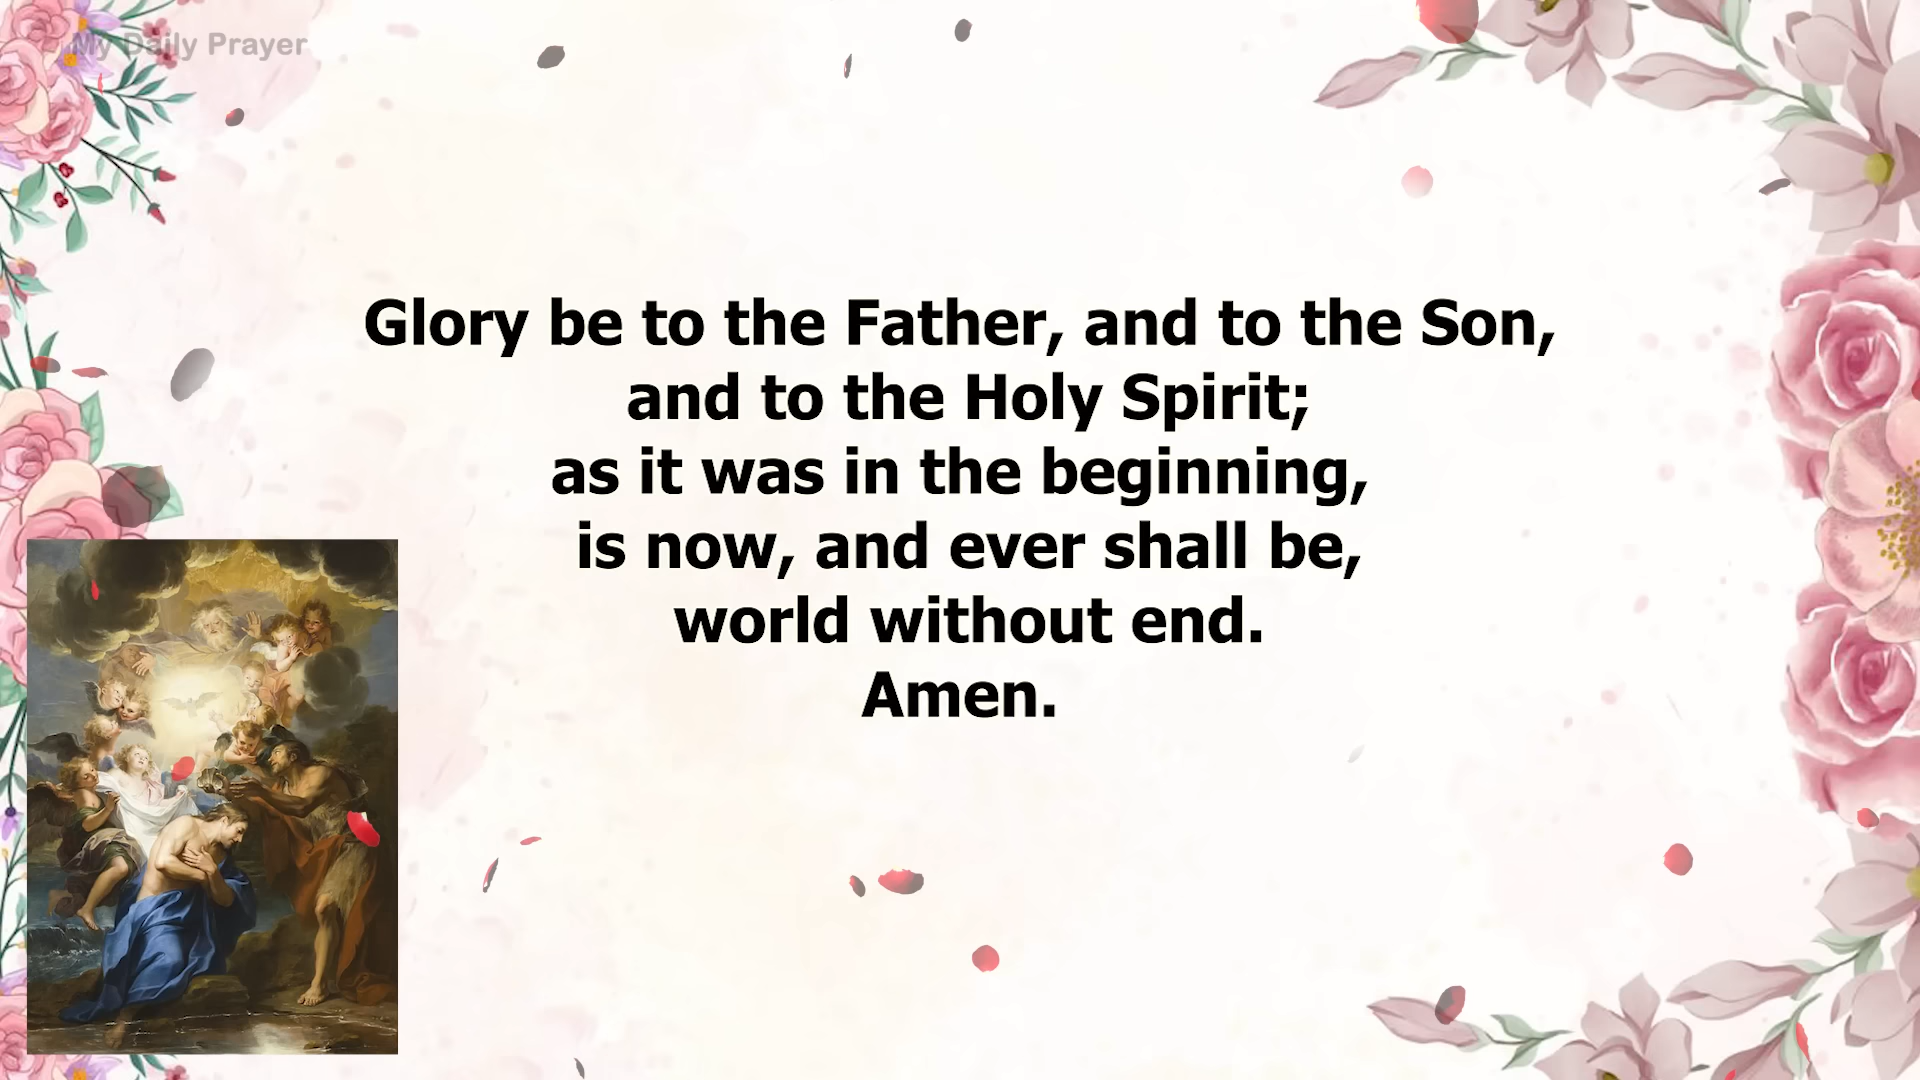 My Daily Prayer
Glory be to the Father, and to the Son,
and to the Holy Spirit;
as it was in the beginning,
is now, and ever shall be,
world without end.
Amen.